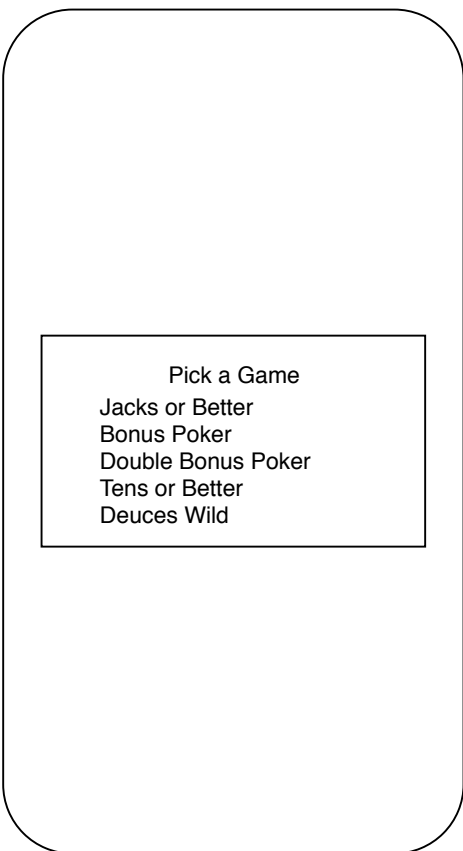 Pick a Game
Jacks or Better
Bonus Poker
Double Bonus Poker
Tens or Better
Deuces Wild